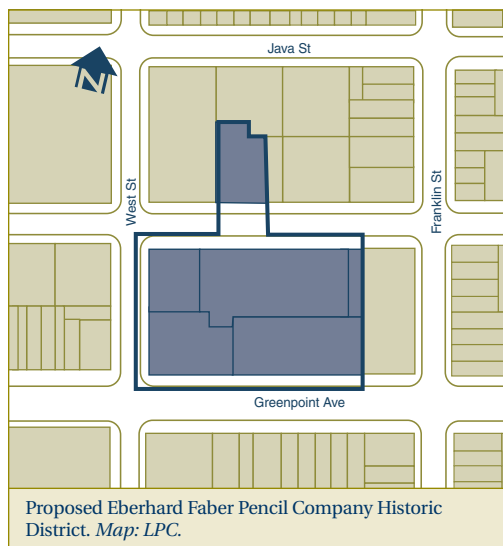 Java St
N
West St
Franklin St
Greenpoint Ave
Proposed Eberhard Faber Pencil Company Historic
District. Map: LPC.